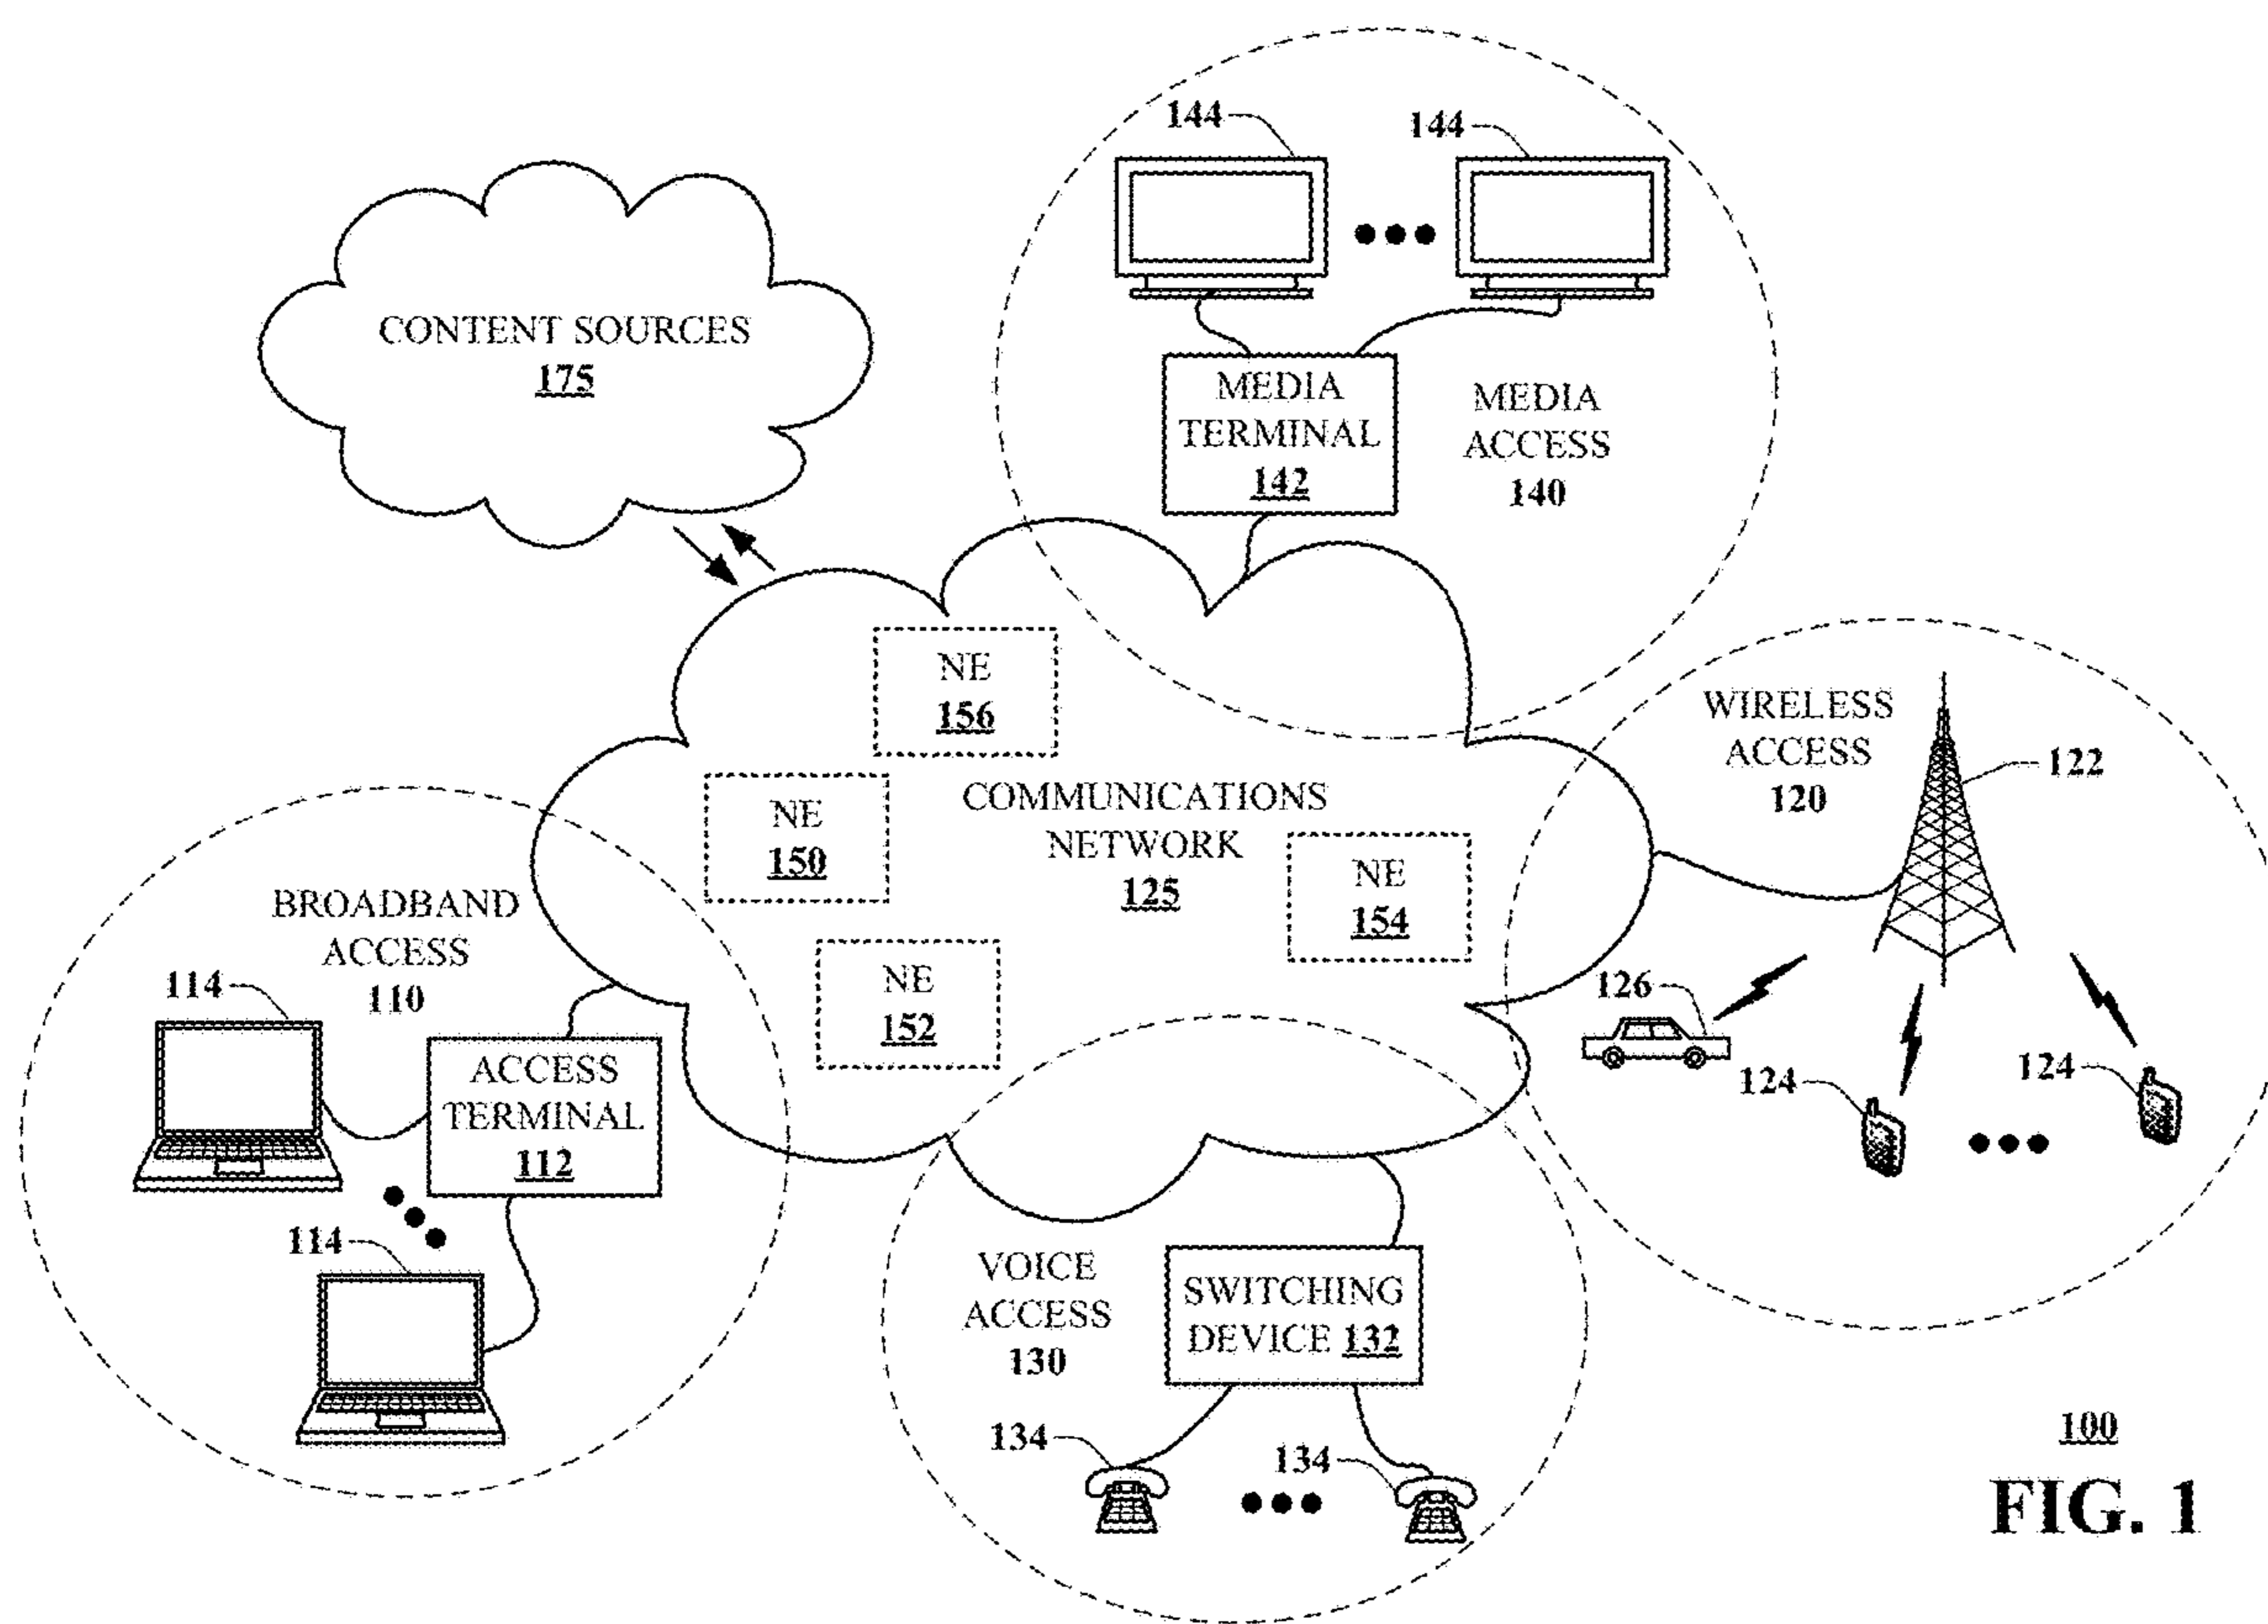 144
144
CONTENT SOURCES
175
MEDIA
TERMINAL
142
MEDIA
ACCESS
140
NE
156
WIRELESS
ACCESS
120
122
NE
150
COMMUNICATIONS
NETWORK
125
NE
154
BROADBAND
ACCESS
110
114
NE
152
126
124
124
ACCESS
TERMINAL
112
114
VOICE
ACCESS
130
SWITCHING
DEVICE 132
134
134
100
FIG. 1